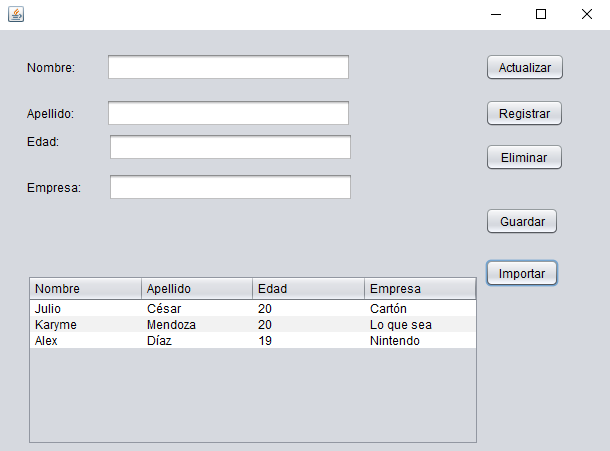 Nombre:
Actualizar
Apellido:
Registrar
Edad:
Eliminar
Empresa:
Guardar
Importar
Nombre Apellido Edad Empresa
Julio César 20 Cartón
Karyme Mendoza 20 Lo que sea
Alex Díaz 19 Nintendo